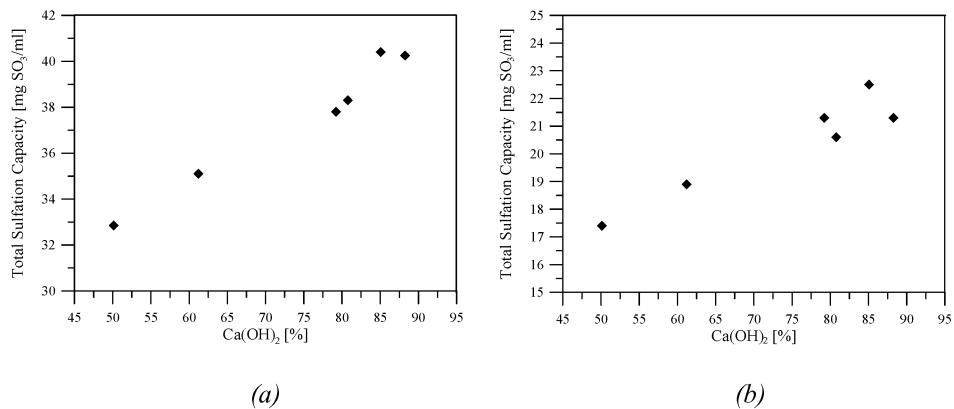 42
40
38
36
34
32
30
Total Sulfation Capacity [mg SO₃/ml]
45 50 55 60 65 70 75 80 85 90 95
Ca(OH)₂ [%]
(a)
25
24
23
22
21
20
19
18
17
16
15
Total Sulfation Capacity [mg SO₃/ml]
45 50 55 60 65 70 75 80 85 90 95
Ca(OH)₂ [%]
(b)